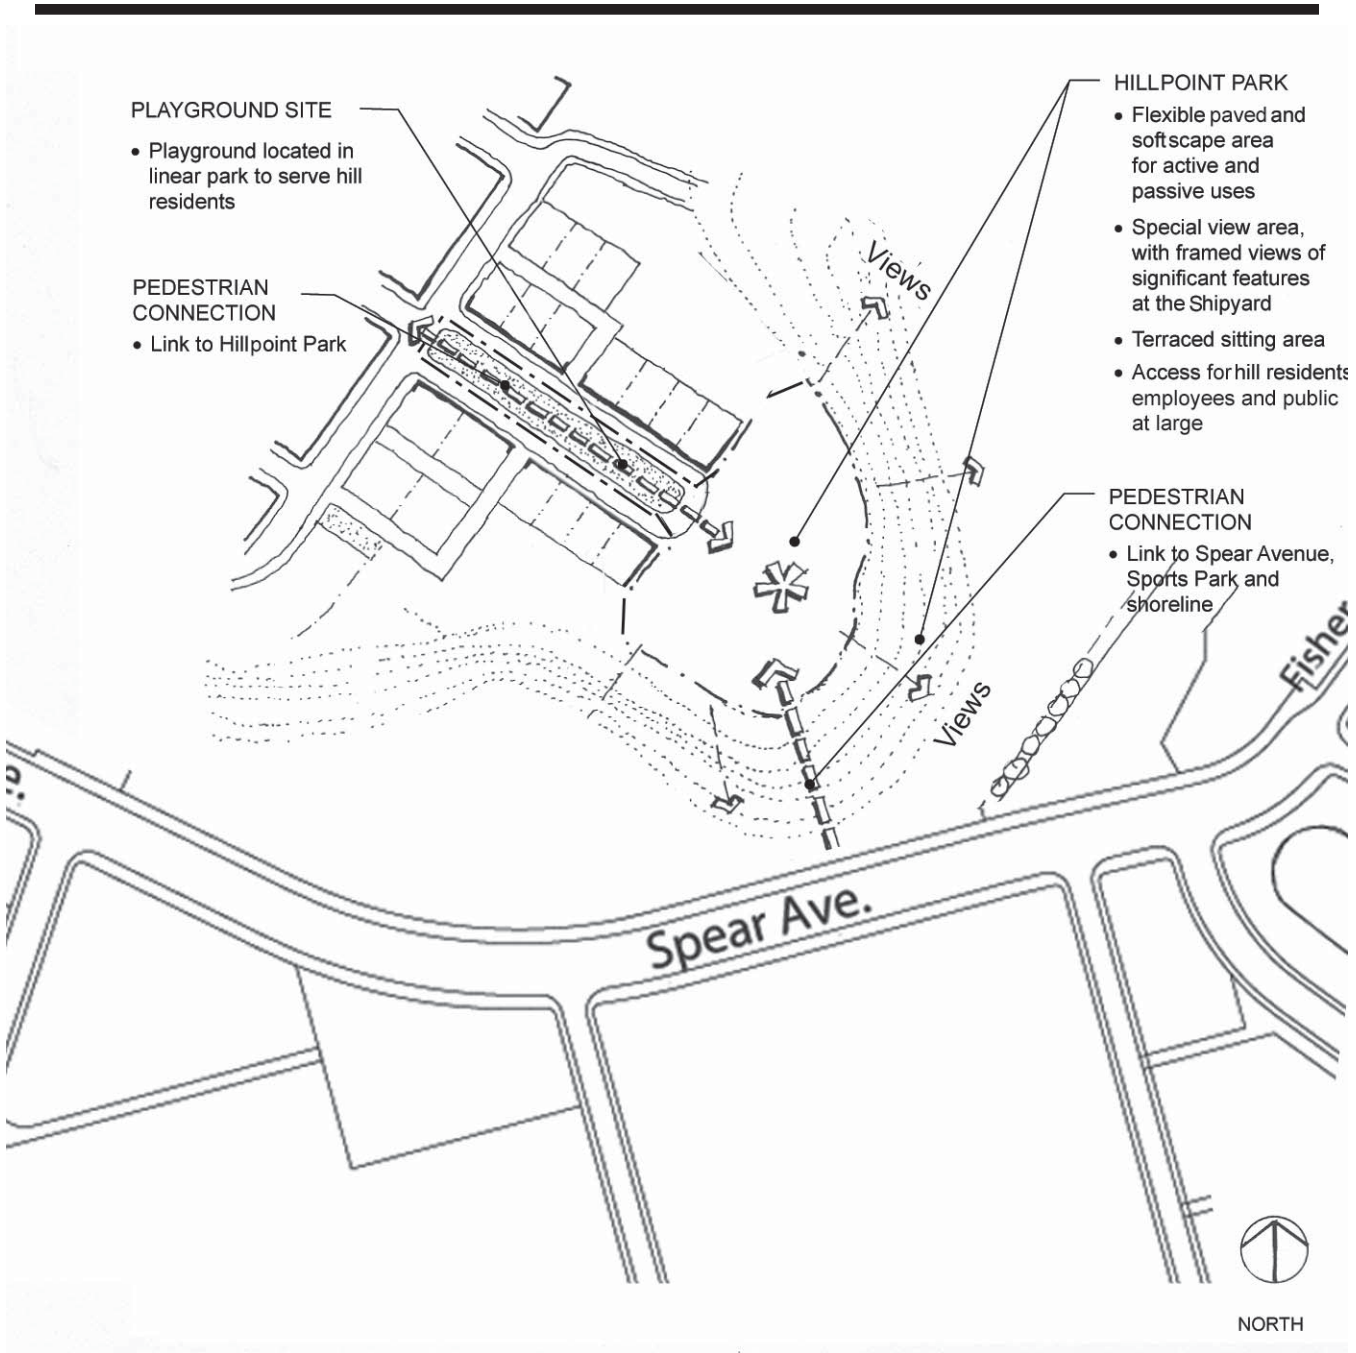 PLAYGROUND SITE
• Playground located in
linear park to serve hill
residents
PEDESTRIAN
CONNECTION
• Link to Hillpoint Park
HILLPOINT PARK
• Flexible paved and
softscape area
for active and
passive uses
• Special view area,
with framed views of
significant features
at the Shipyard
• Terraced sitting area
• Access for hill residents
employees and public
at large
PEDESTRIAN
CONNECTION
• Link to Spear Avenue,
Sports Park and
shoreline
Views
Views
Fisher
e.
Spear Ave.
NORTH